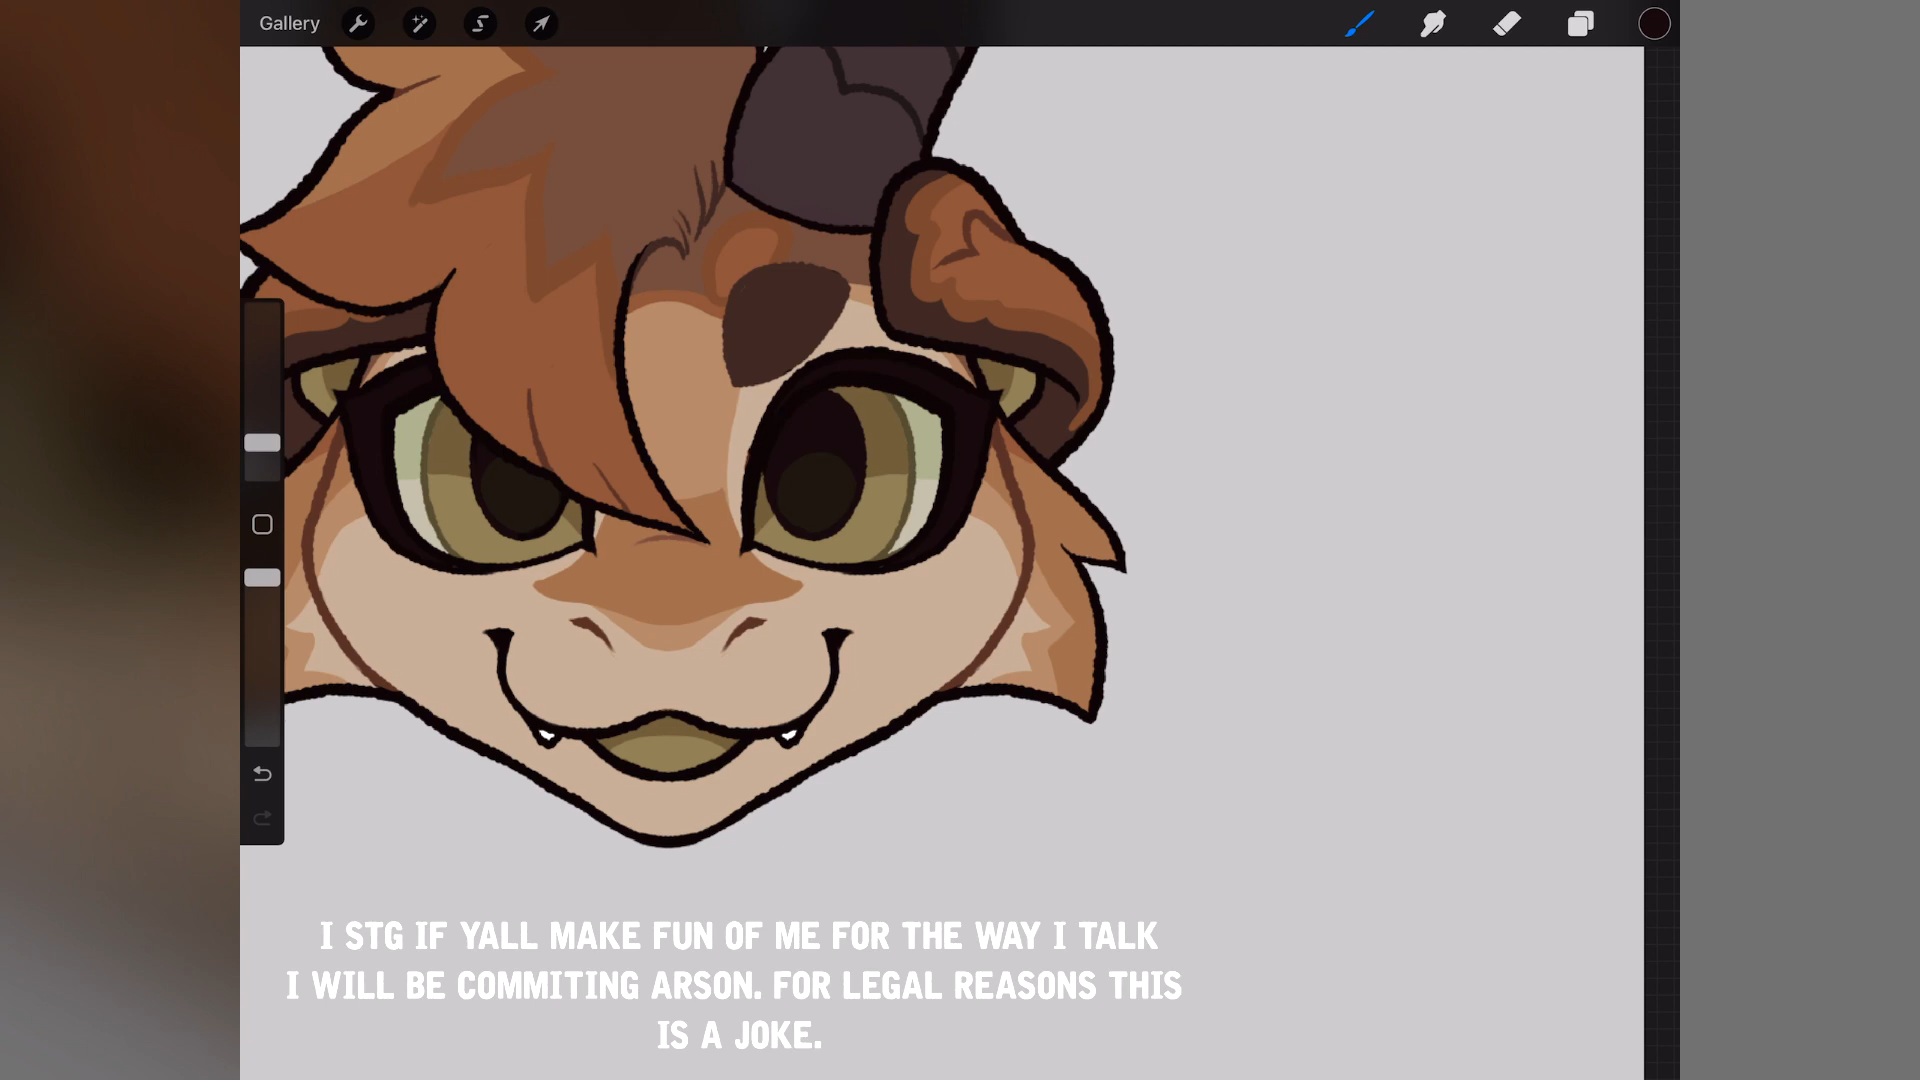 Gallery
I STG IF YALL MAKE FUN OF ME FOR THE WAY I TALK
I WILL BE COMMITING ARSON. FOR LEGAL REASONS THIS
IS A JOKE.